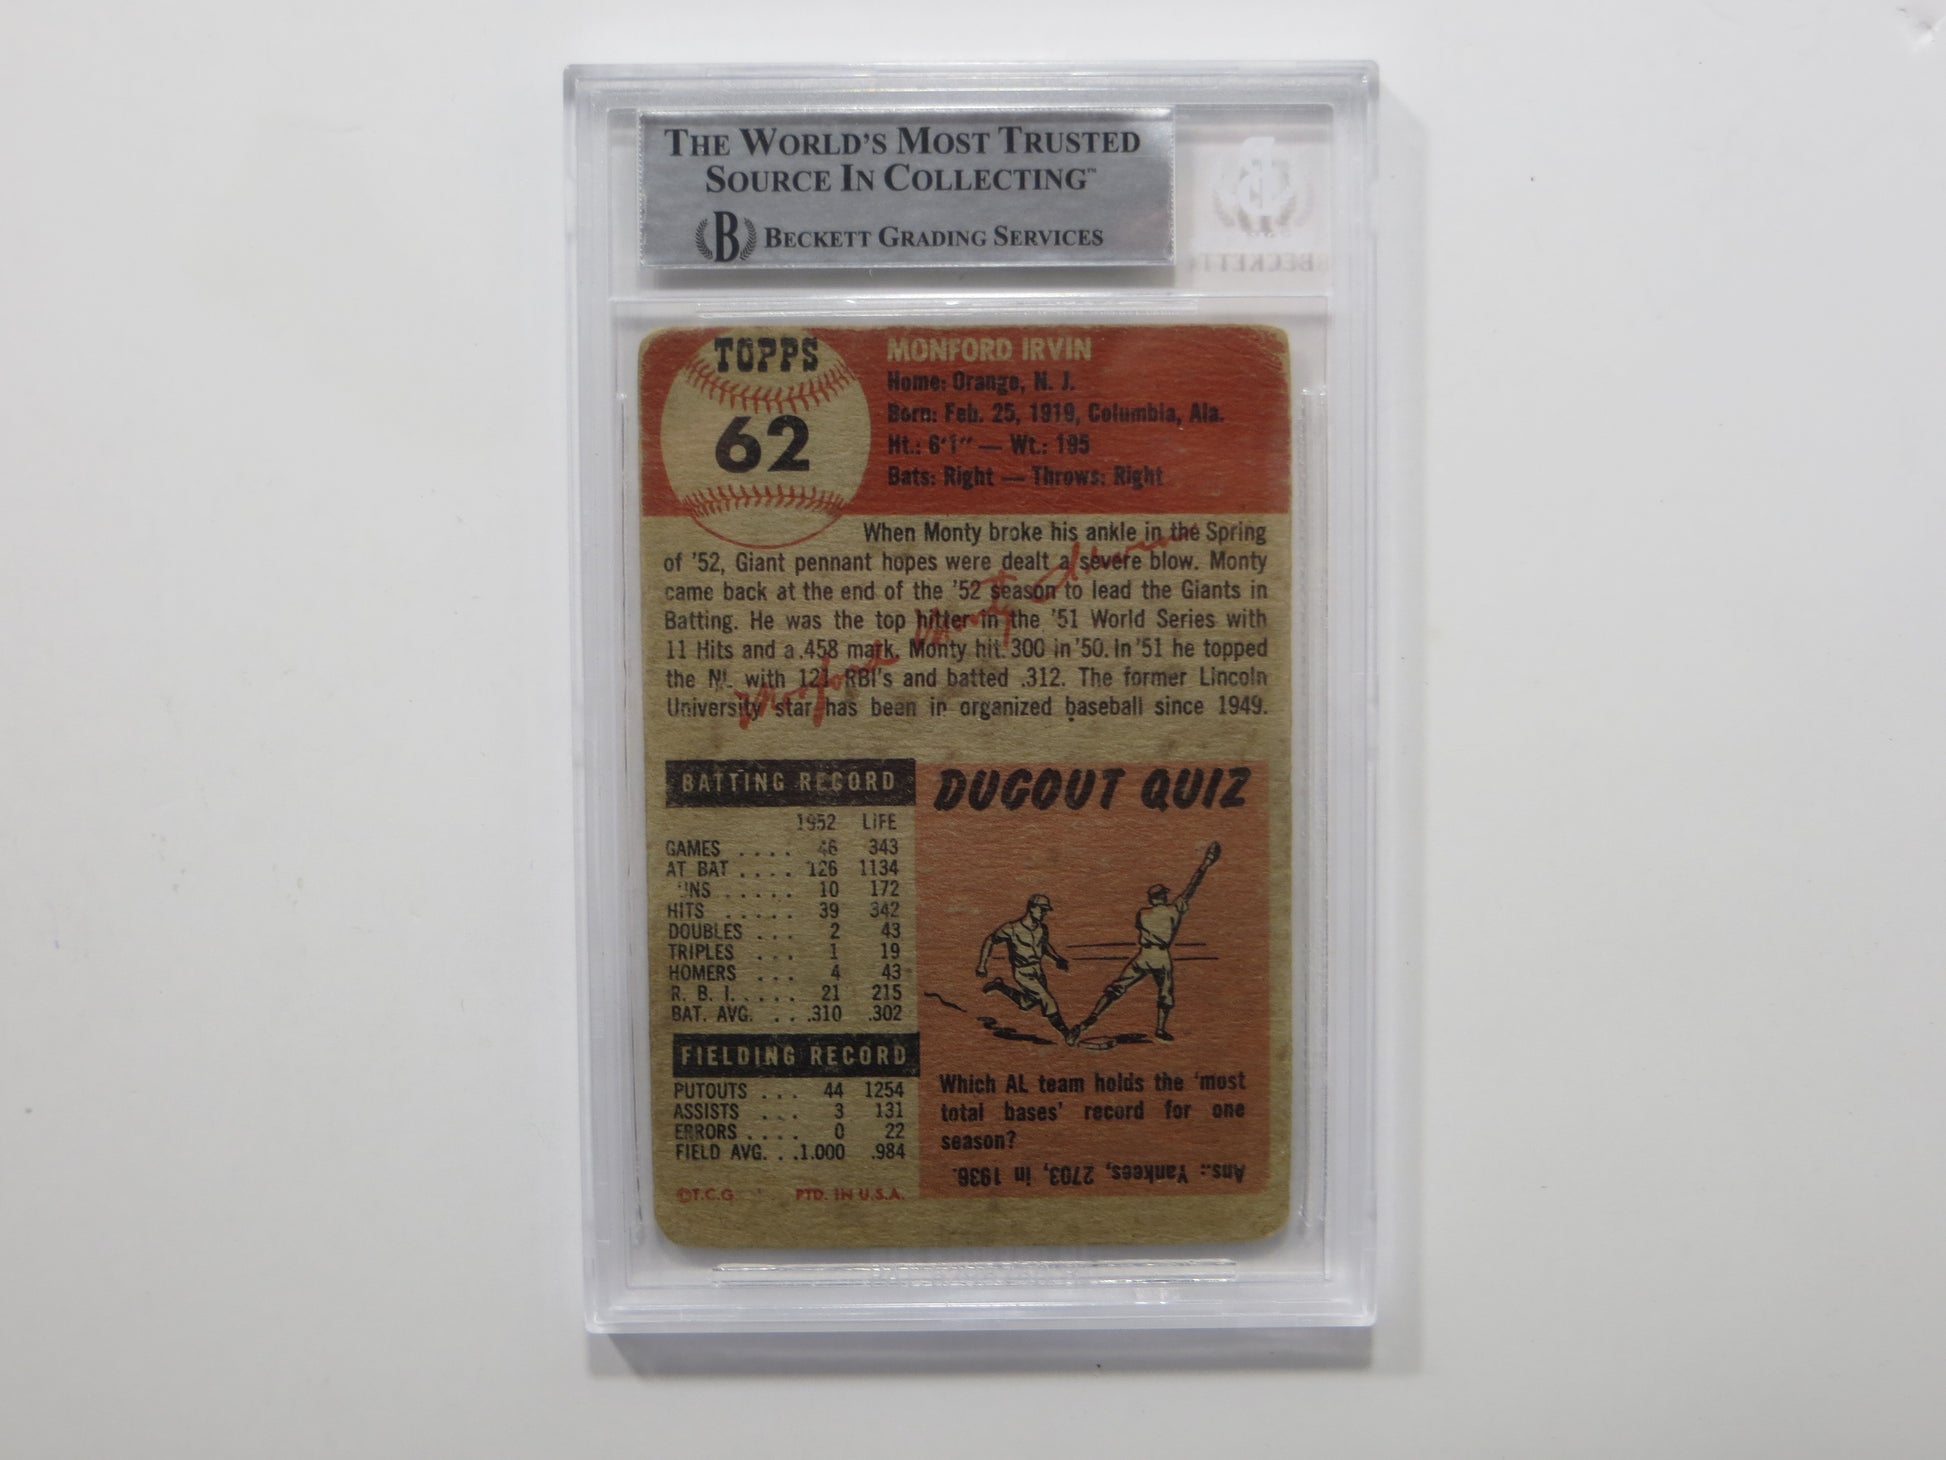 THE WORLD'S MOST TRUSTED
SOURCE IN COLLECTING™
B BECKETT GRADING SERVICES
BECKETT
TOPPS
62
MONFORD IRVIN
Home: Orange, N. J.
Born: Feb. 25, 1919, Columbia, Ala.
Ht.: 6'1" — Wt.: 195
Bats: Right — Throws: Right
When Monty broke his ankle in the Spring
of '52, Giant pennant hopes were dealt a severe blow. Monty
came back at the end of the '52 season to lead the Giants in
Batting. He was the top hitter in the '51 World Series with
11 Hits and a .458 mark. Monty hit .300 in '50. In '51 he topped
the NL with 121 RBI's and batted .312. The former Lincoln
University star has been in organized baseball since 1949.
Monford Monty Irvin
BATTING RECORD
1952 LIFE
GAMES .... 46 343
AT BAT .... 126 1134
UNS ..... 10 172
HITS ..... 39 342
DOUBLES ... 2 43
TRIPLES ... 1 19
HOMERS ... 4 43
R. B. I. .... 21 215
BAT. AVG. ...310 .302
FIELDING RECORD
PUTOUTS ... 44 1254
ASSISTS ... 3 131
ERRORS .... 0 22
FIELD AVG. ..1.000 .984
©T.C.G. PTD. IN U.S.A.
DUGOUT QUIZ
Which AL team holds the 'most
total bases' record for one
season?
Ans.: Yankees, 2703, in 1936.